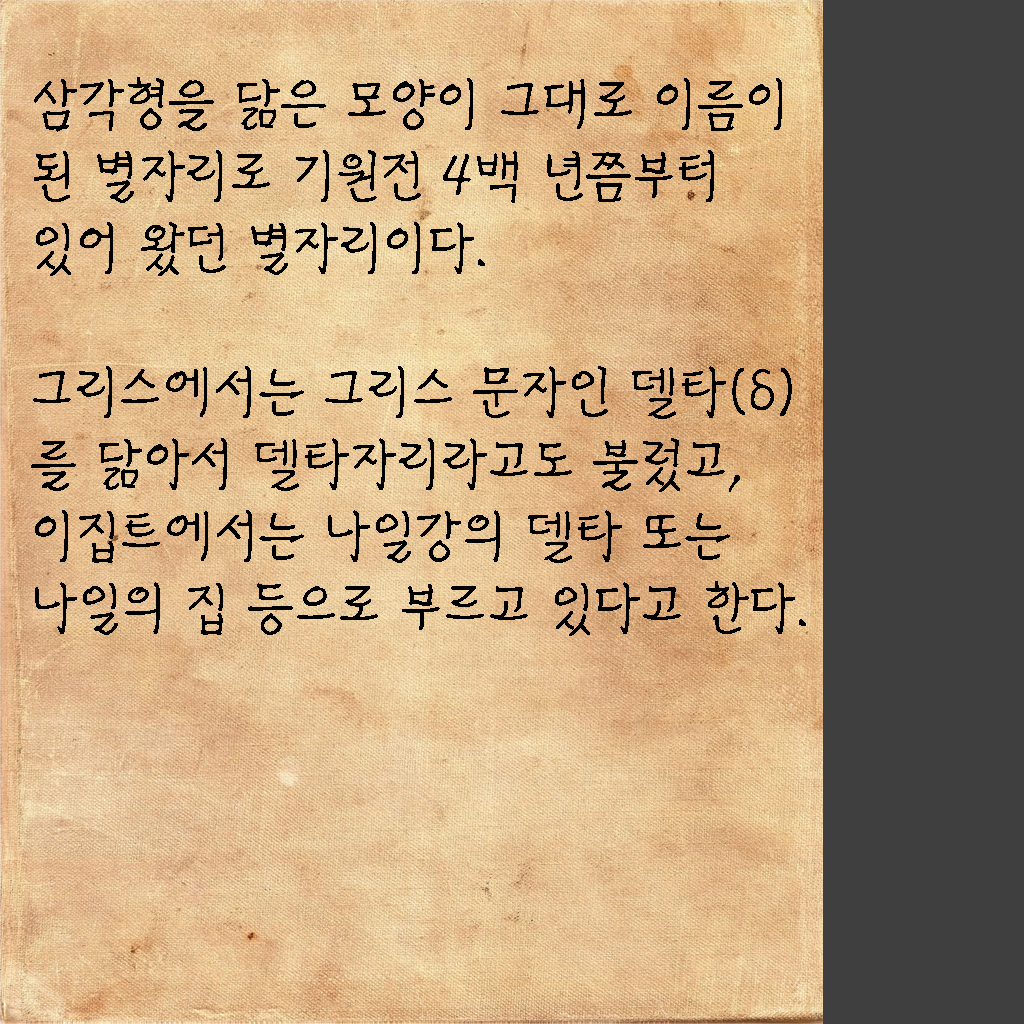 삼각형을 닮은 모양이 그대로 이름이
된 별자리로 기원전 4백 년쯤부터
있어 왔던 별자리이다.
그리스에서는 그리스 문자인 델타(δ)
를 닮아서 델타자리라고도 불렀고,
이집트에서는 나일강의 델타 또는
나일의 집 등으로 부르고 있다고 한다.